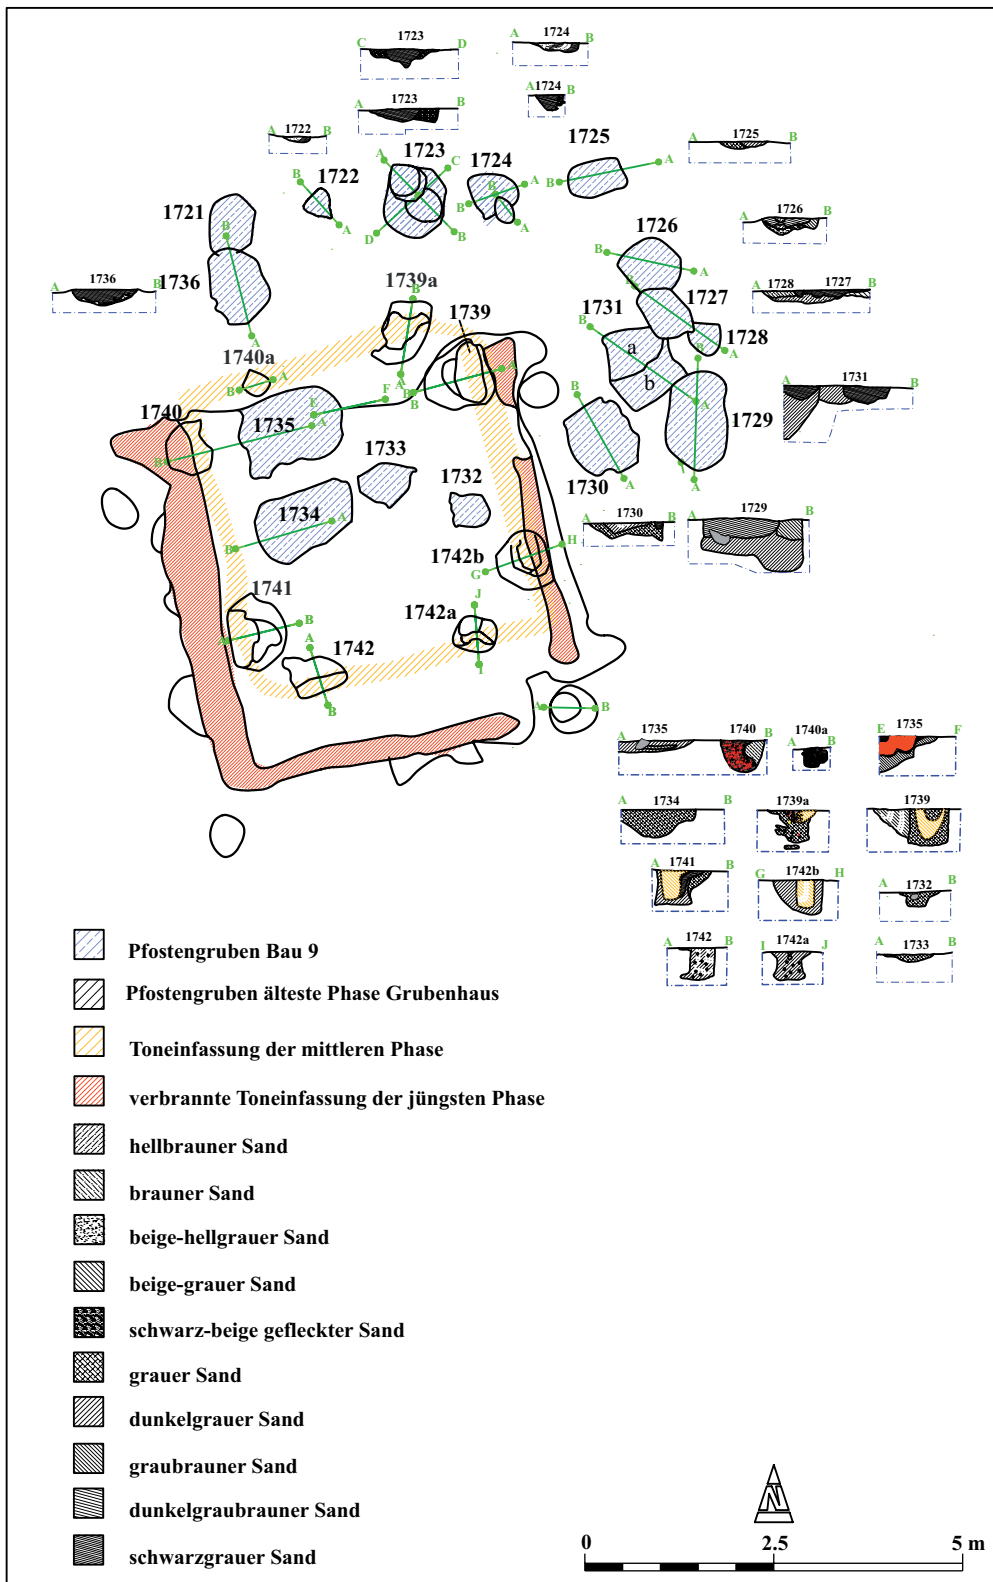 1723
C D
1724
A B
1723
A B
1724
A B
1722
A B
1725
A B
1726
A B
1728 1727
A B
1736
A B
1731
A B
1730
A B
1729
A B
1721
B
1736
A
1722
B
A
1723
A C
D B
1724
B A
B
A
1725
B A
1726
B A
B
1727
1728
A
1731
B
a
b
A
B
1729
A
1730
B
A
1739a
B
A
1739
A
B
B
1740a
B A
1740
B
1735
E F
A
1733
1732
1734
B A
1742b
G H
1741
A B
1742
A
B
1742a
J
I
A B
1735 1740
A B
1740a
A B
1735
E F
1734
A B
1739a
1739
1741
A B
1742b
G H
1732
A B
1742
A B
1742a
I J
1733
A B
Pfostengruben Bau 9
Pfostengruben älteste Phase Grubenhaus
Toneinfassung der mittleren Phase
verbrannte Toneinfassung der jüngsten Phase
hellbrauner Sand
brauner Sand
beige-hellgrauer Sand
beige-grauer Sand
schwarz-beige gefleckter Sand
grauer Sand
dunkelgrauer Sand
graubrauner Sand
dunkelgraubrauner Sand
schwarzgrauer Sand
N
0 2.5 5 m